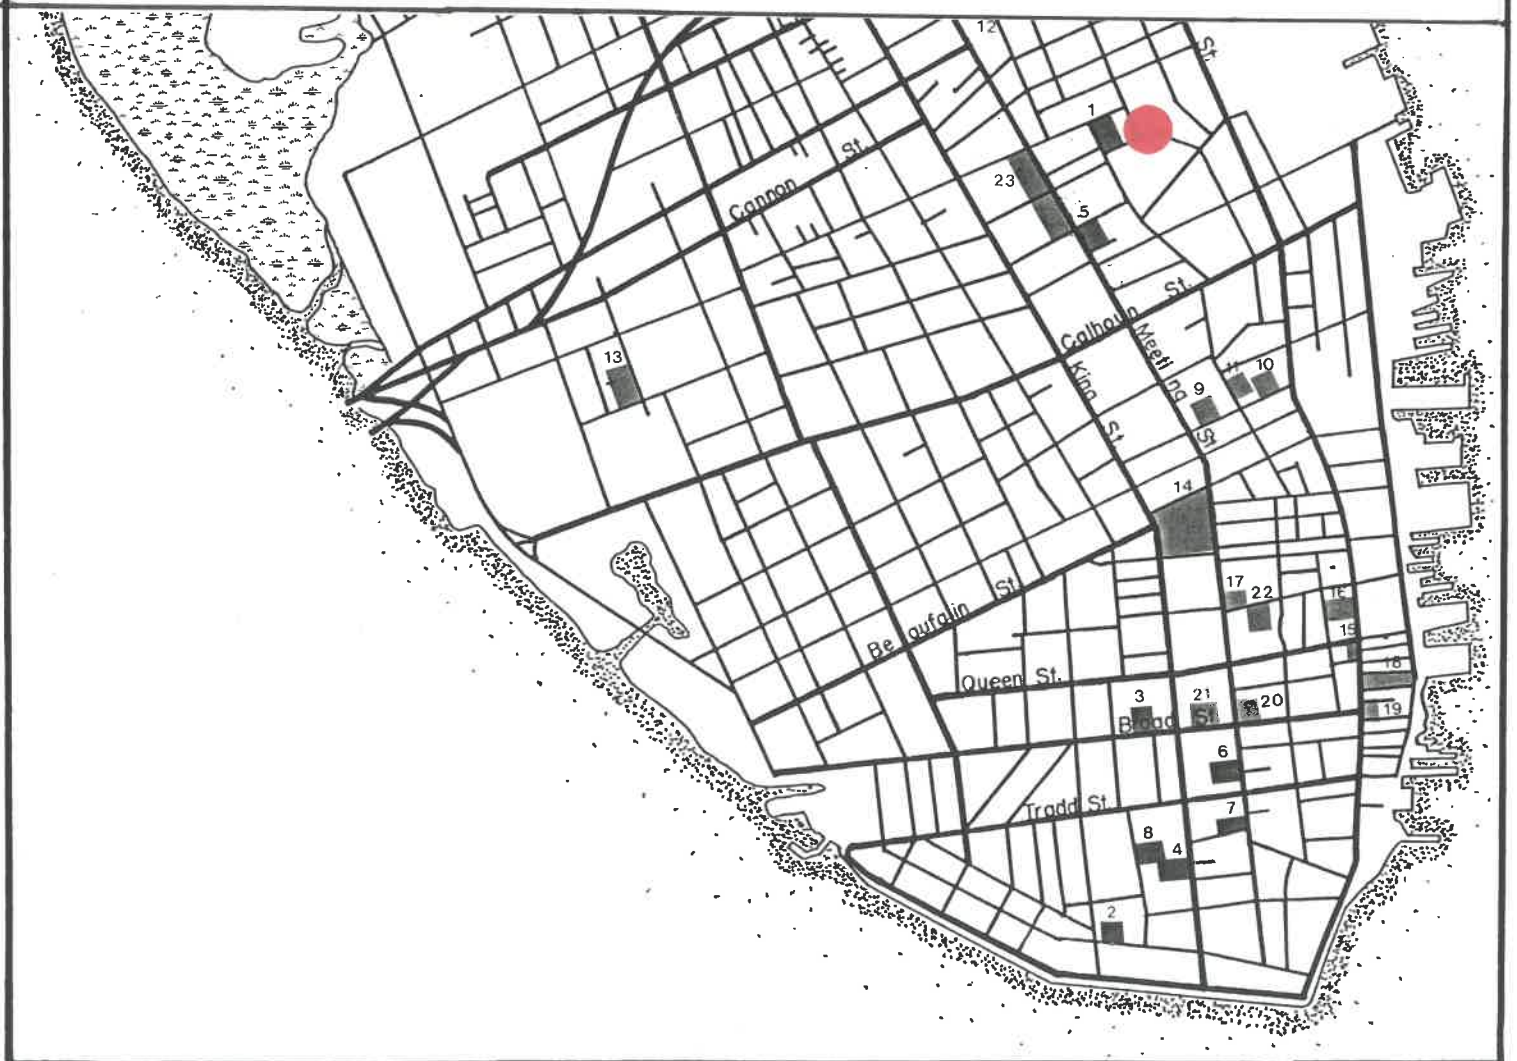 12
St.
1
Cannon St.
23
5
Calhoun St.
Meeting St
13
King St
9
11
10
14
17
22
16
15
Beaufain St.
Queen St.
18
3
21
20
19
Broad St.
6
Tradd St.
7
8
4
2